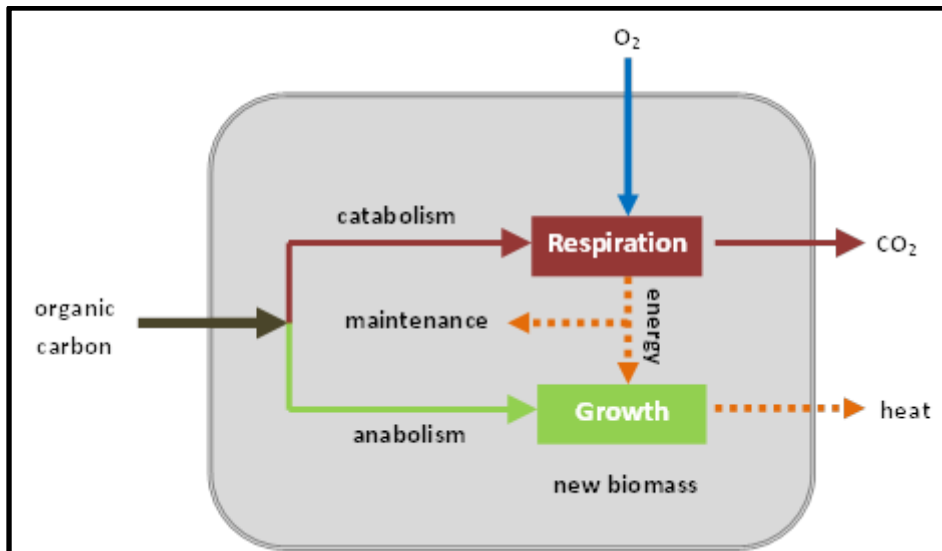 O₂
catabolism
Respiration
CO₂
organic
carbon
maintenance
energy
Growth
heat
anabolism
new biomass